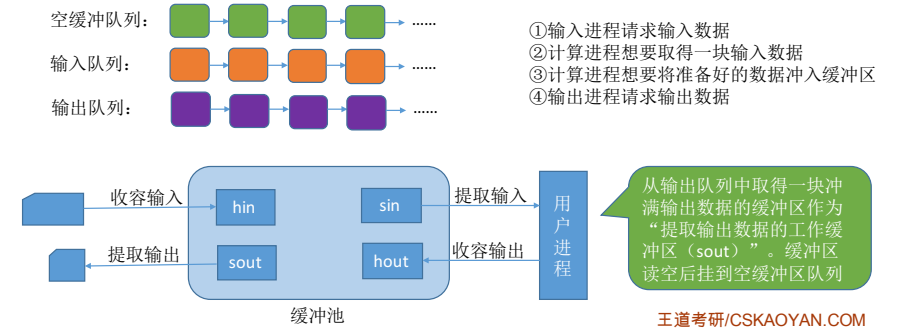 空缓冲队列：
……
输入队列：
……
输出队列：
……
①输入进程请求输入数据
②计算进程想要取得一块输入数据
③计算进程想要将准备好的数据冲入缓冲区
④输出进程请求输出数据
收容输入
hin
sin
提取输入
提取输出
sout
hout
收容输出
用户进程
缓冲池
从输出队列中取得一块冲
满输出数据的缓冲区作为
“提取输出数据的工作缓
冲区（sout）”。缓冲区
读空后挂到空缓冲区队列
王道考研/CSKAOYAN.COM